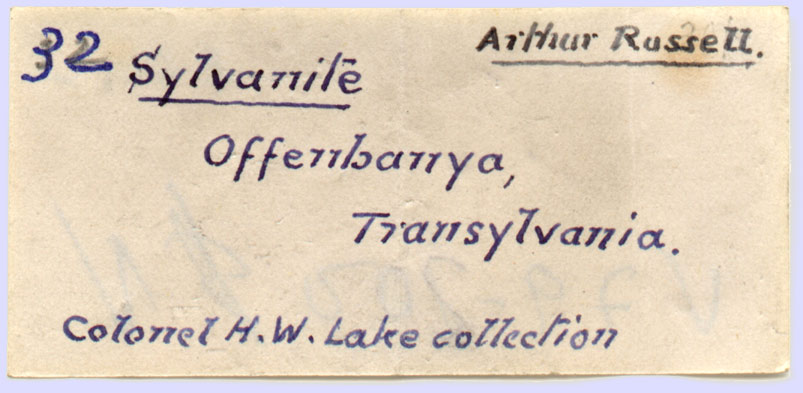 32
Arthur Russell.
Sylvanite
Offenbanya,
Transylvania.
Colonel H.W. Lake collection